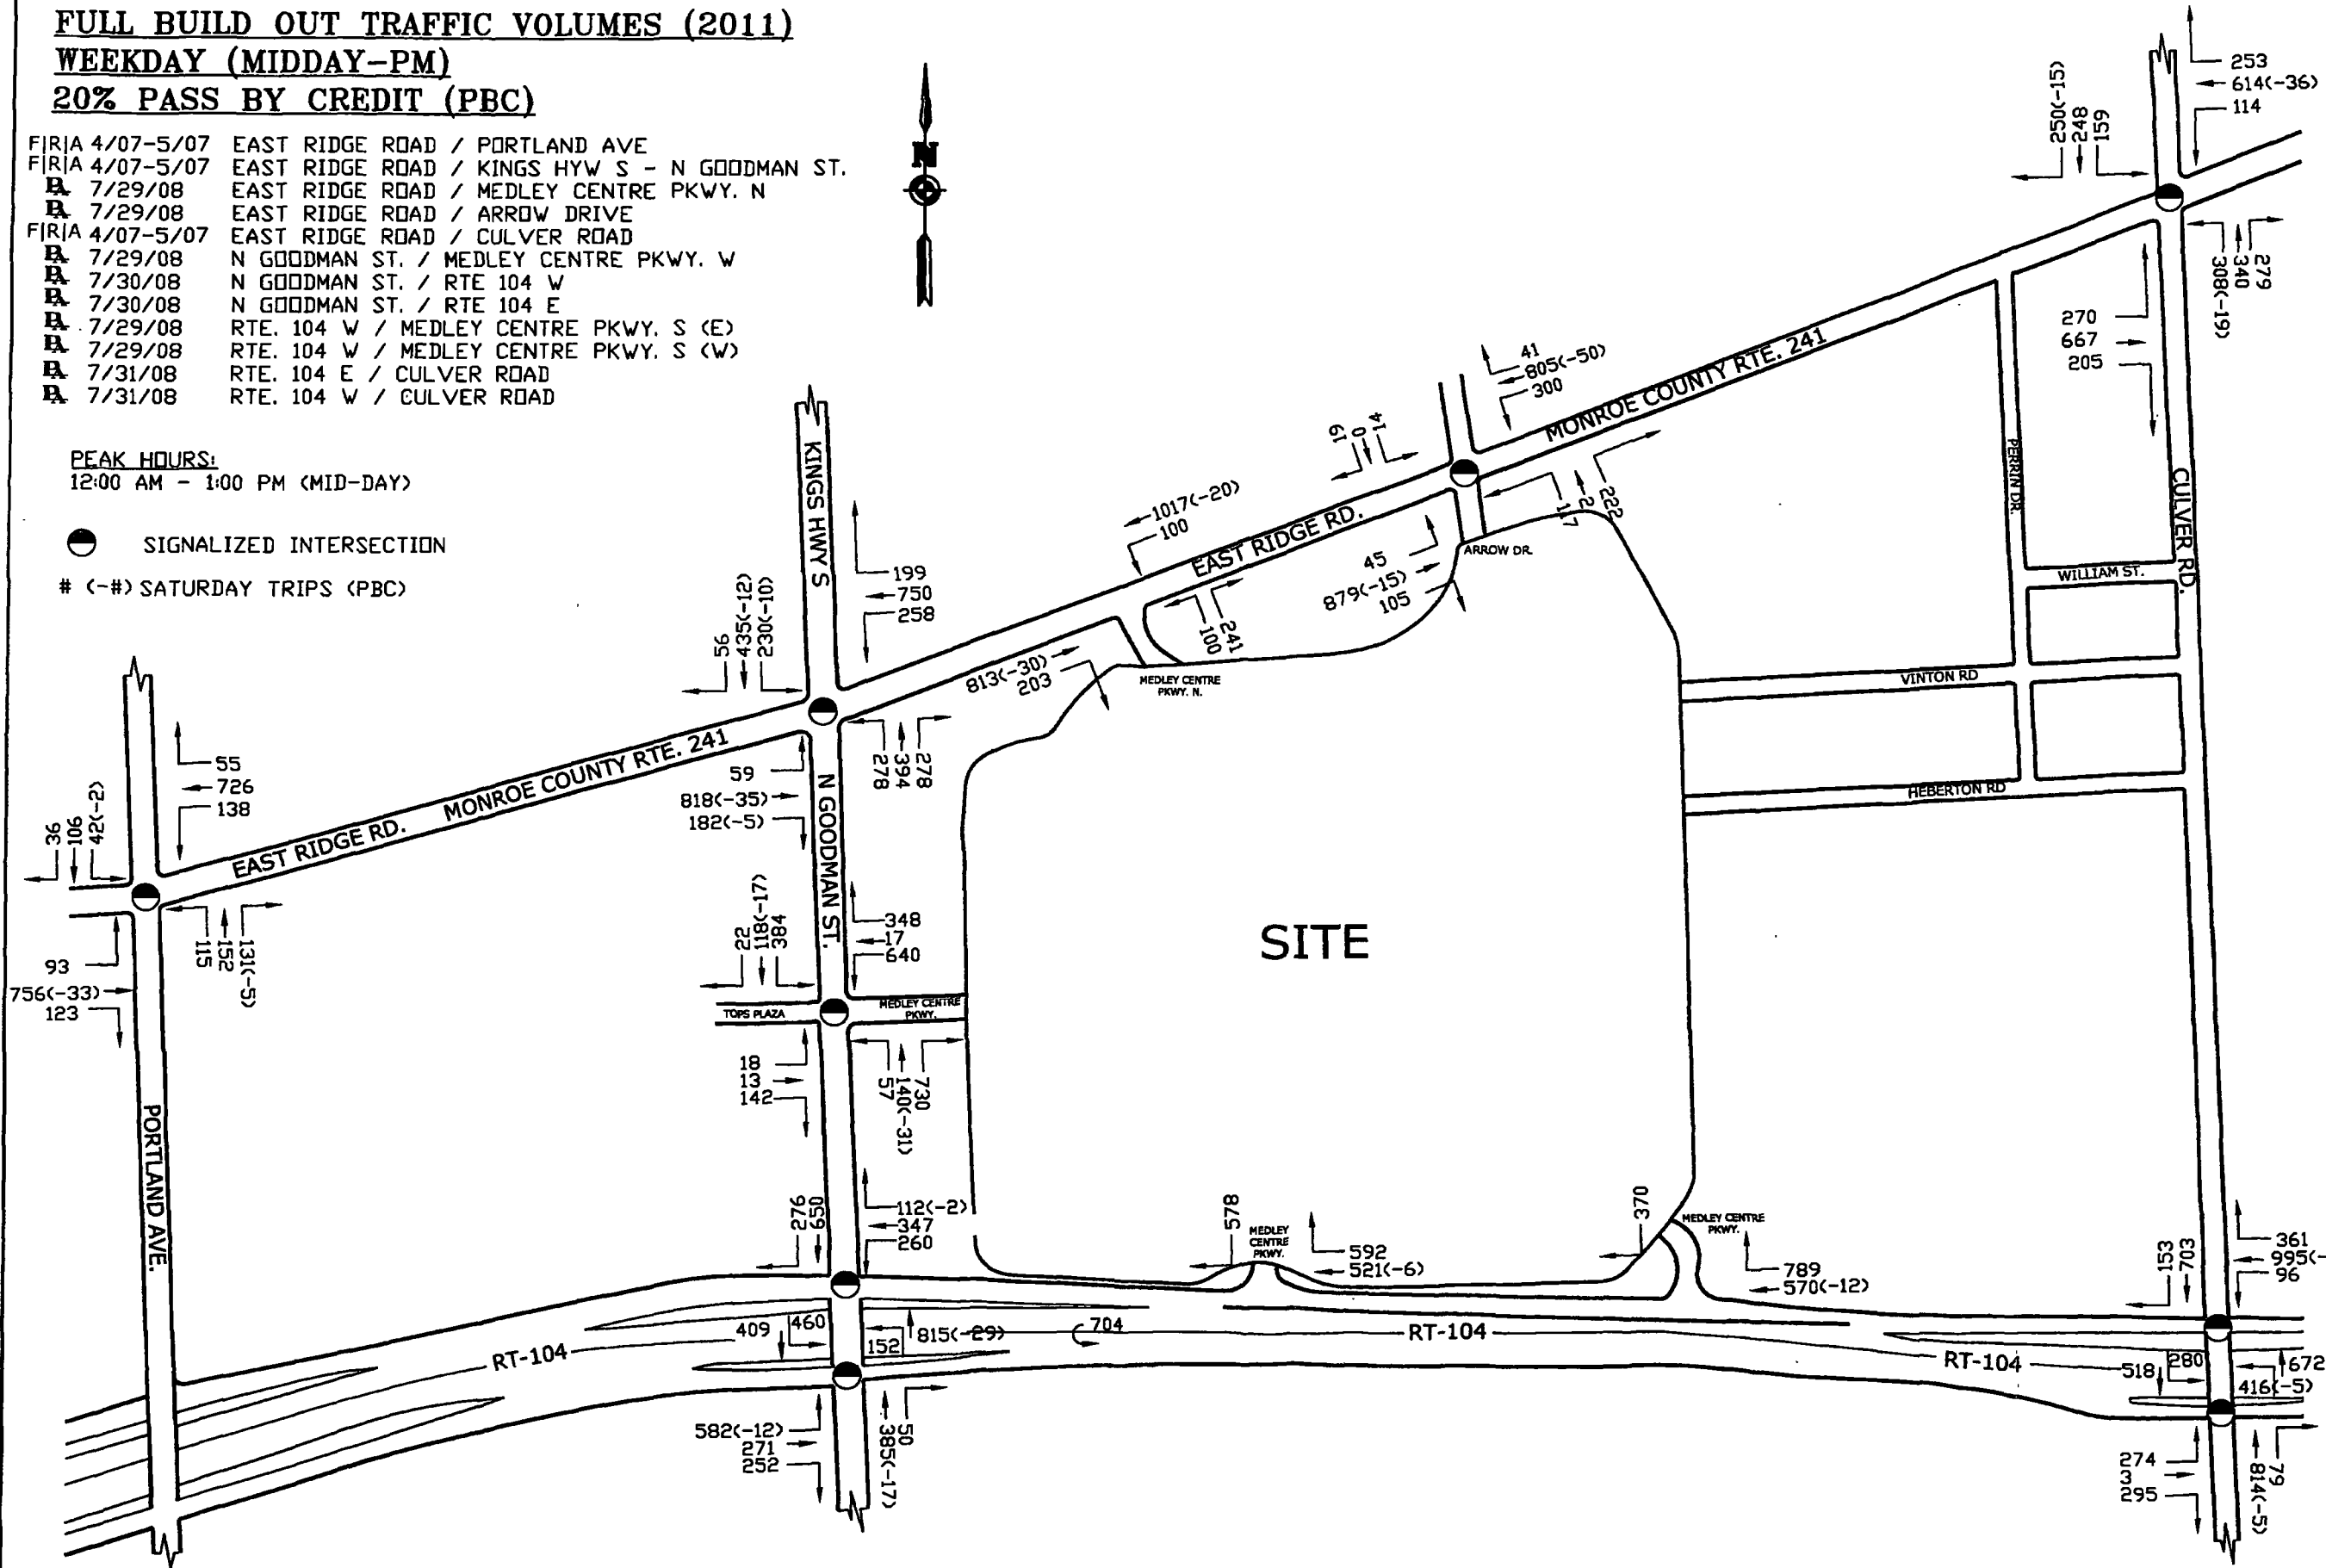 FULL BUILD OUT TRAFFIC VOLUMES (2011)
WEEKDAY (MIDDAY-PM)
20% PASS BY CREDIT (PBC)
F|R|A 4/07-5/07 EAST RIDGE ROAD / PORTLAND AVE
F|R|A 4/07-5/07 EAST RIDGE ROAD / KINGS HYW S - N GOODMAN ST.
7/29/08 EAST RIDGE ROAD / MEDLEY CENTRE PKWY. N
7/29/08 EAST RIDGE ROAD / ARROW DRIVE
F|R|A 4/07-5/07 EAST RIDGE ROAD / CULVER ROAD
7/29/08 N GOODMAN ST. / MEDLEY CENTRE PKWY. W
7/30/08 N GOODMAN ST. / RTE 104 W
7/30/08 N GOODMAN ST. / RTE 104 E
7/29/08 RTE. 104 W / MEDLEY CENTRE PKWY. S (E)
7/29/08 RTE. 104 W / MEDLEY CENTRE PKWY. S (W)
7/31/08 RTE. 104 E / CULVER ROAD
7/31/08 RTE. 104 W / CULVER ROAD
PEAK HOURS:
12:00 AM - 1:00 PM (MID-DAY)
SIGNALIZED INTERSECTION
# (-#) SATURDAY TRIPS (PBC)
N
253
614(-36)
114
250(-15)
248
159
308(-19)
340
279
270
667
205
41
805(-50)
300
MONROE COUNTY RTE. 241
19
0
14
117
2
222
1017(-20)
100
EAST RIDGE RD.
45
879(-15)
105
ARROW DR.
PERRIN DR.
CULVER RD.
WILLIAM ST.
VINTON RD
HEBERTON RD
KINGS HWY S
199
750
258
56
435(-12)
230(-10)
813(-30)
203
100
241
MEDLEY CENTRE
PKWY. N.
278
394
278
59
818(-35)
182(-5)
N GOODMAN ST.
55
726
138
36
106
42(-2)
EAST RIDGE RD.
MONROE COUNTY RTE. 241
115
152
131(-5)
93
756(-33)
123
PORTLAND AVE.
22
118(-17)
384
348
17
640
TOPS PLAZA
MEDLEY CENTRE
PKWY.
18
13
142
57
140(-31)
730
SITE
276
650
112(-2)
347
260
578
MEDLEY
CENTRE
PKWY.
592
521(-6)
370
MEDLEY CENTRE
PKWY.
789
570(-12)
153
703
361
995(-
96
409
460
152
815(-29)
704
RT-104
RT-104
RT-104
518
280
672
416(-5)
582(-12)
271
252
385(-17)
50
274
3
295
814(-5)
79